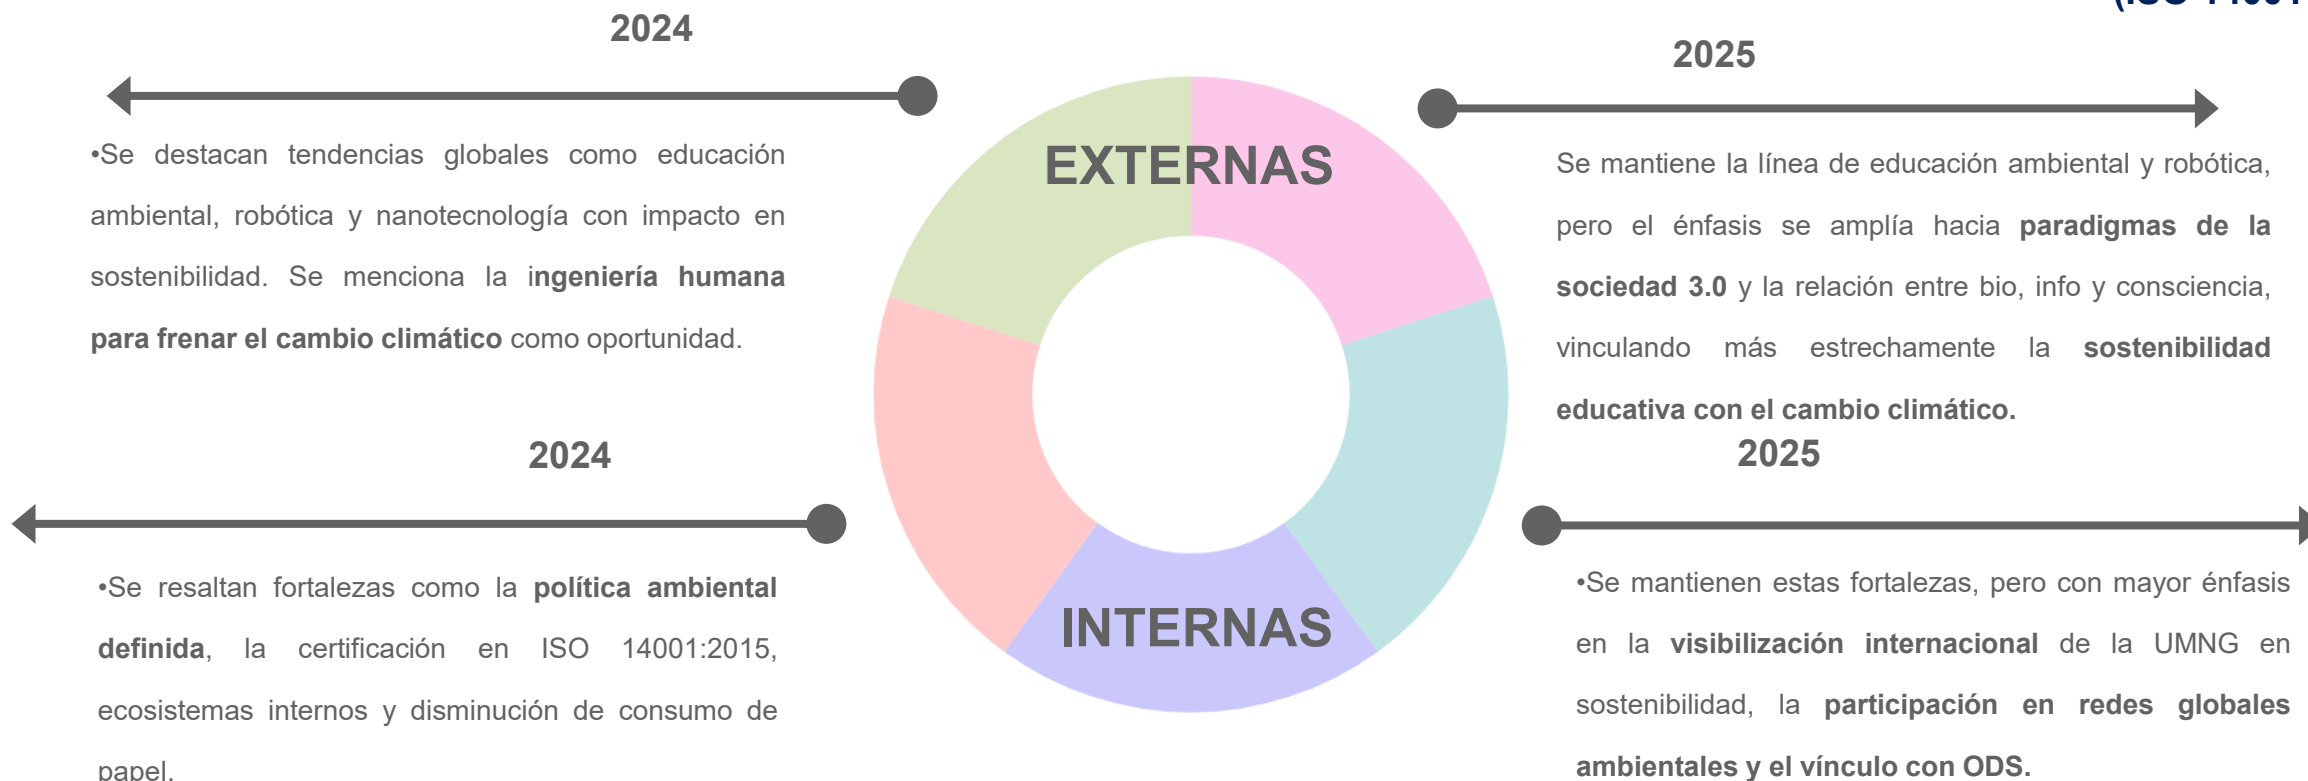 (ISO 14001
2024
•Se destacan tendencias globales como educación
ambiental, robótica y nanotecnología con impacto en
sostenibilidad. Se menciona la ingeniería humana
para frenar el cambio climático como oportunidad.
EXTERNAS
2025
Se mantiene la línea de educación ambiental y robótica,
pero el énfasis se amplía hacia paradigmas de la
sociedad 3.0 y la relación entre bio, info y consciencia,
vinculando más estrechamente la sostenibilidad
educativa con el cambio climático.
2024
•Se resaltan fortalezas como la política ambiental
definida, la certificación en ISO 14001:2015,
ecosistemas internos y disminución de consumo de
papel.
INTERNAS
2025
•Se mantienen estas fortalezas, pero con mayor énfasis
en la visibilización internacional de la UMNG en
sostenibilidad, la participación en redes globales
ambientales y el vínculo con ODS.